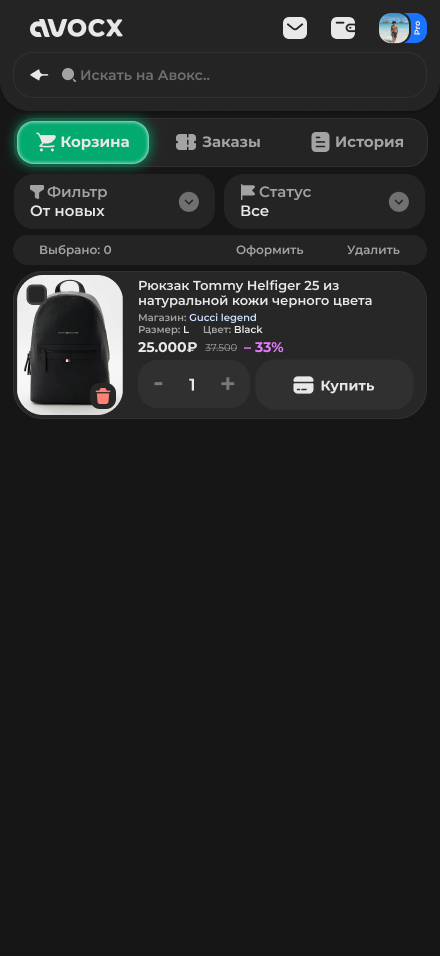 avocx
Pro
Искать на Авокс..
Корзина
Заказы
История
Фильтр
От новых
Статус
Все
Выбрано: 0
Оформить
Удалить
Рюкзак Tommy Helfiger 25 из
натуральной кожи черного цвета
Магазин: Gucci legend
Размер: L Цвет: Black
25.000₽ 37.500 – 33%
- 1 +
Купить